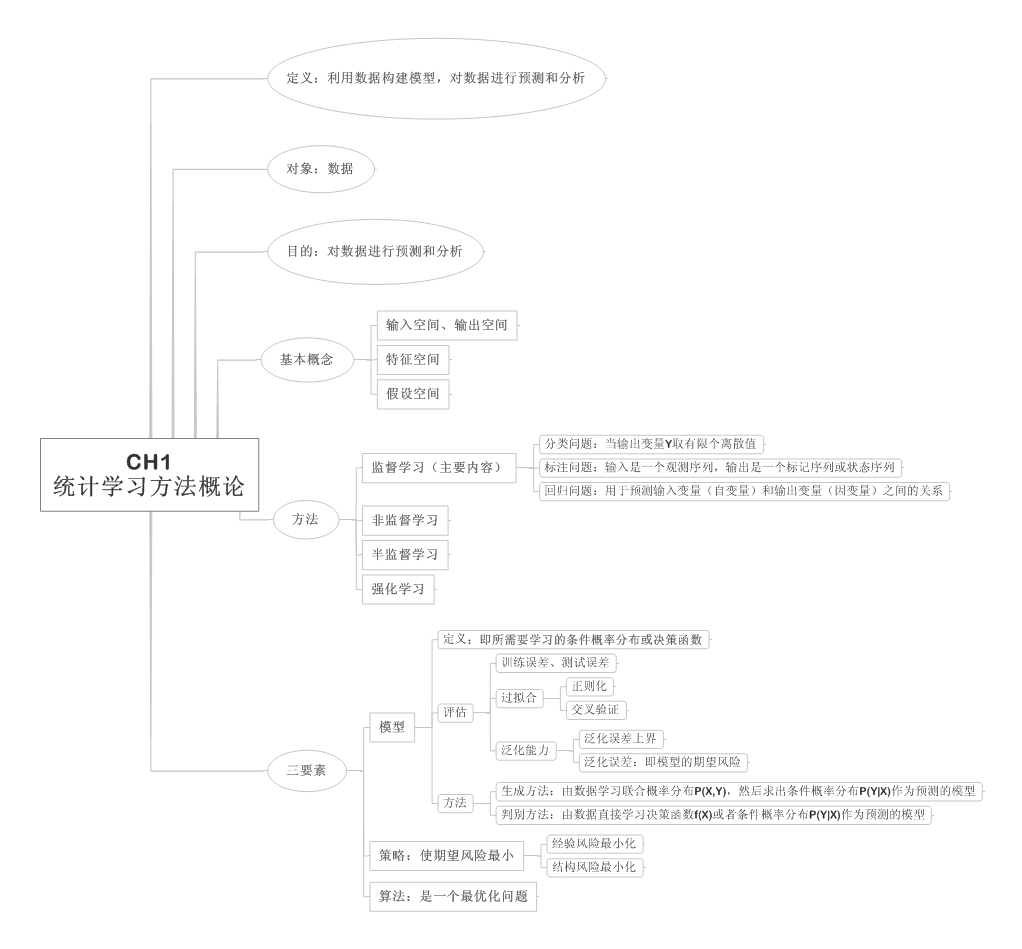 定义：利用数据构建模型，对数据进行预测和分析
对象：数据
目的：对数据进行预测和分析
输入空间、输出空间
基本概念
特征空间
假设空间
CH1
统计学习方法概论
分类问题：当输出变量Y取有限个离散值
监督学习（主要内容）
标注问题：输入是一个观测序列，输出是一个标记序列或状态序列
回归问题：用于预测输入变量（自变量）和输出变量（因变量）之间的关系
方法
非监督学习
半监督学习
强化学习
定义：即所需要学习的条件概率分布或决策函数
训练误差、测试误差
正则化
过拟合
交叉验证
评估
模型
泛化误差上界
泛化能力
泛化误差：即模型的期望风险
三要素
生成方法：由数据学习联合概率分布P(X,Y)，然后求出条件概率分布P(Y|X)作为预测的模型
方法
判别方法：由数据直接学习决策函数f(X)或者条件概率分布P(Y|X)作为预测的模型
经验风险最小化
策略：使期望风险最小
结构风险最小化
算法：是一个最优化问题